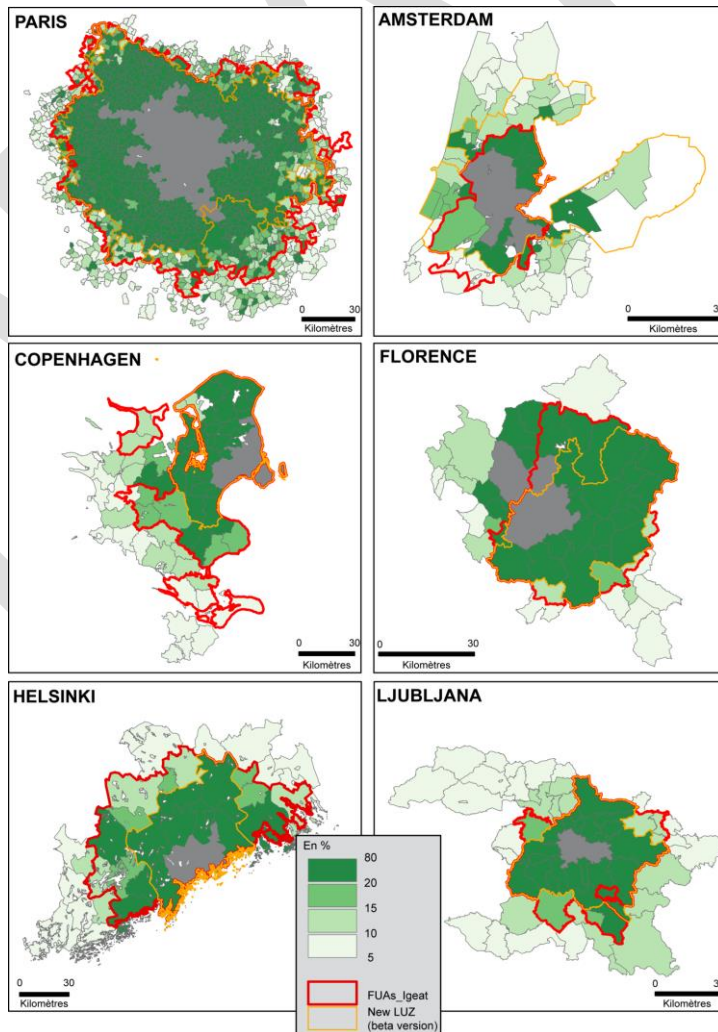 PARIS
0 30
Kilomètres
AMSTERDAM
0 3
Kilomètres
COPENHAGEN
0 30
Kilomètres
FLORENCE
0 30
Kilomètres
HELSINKI
0 30
Kilomètres
LJUBLJANA
0 3
Kilomètres
En %
80
20
15
10
5
FUAs_Igeat
New LUZ
(beta version)